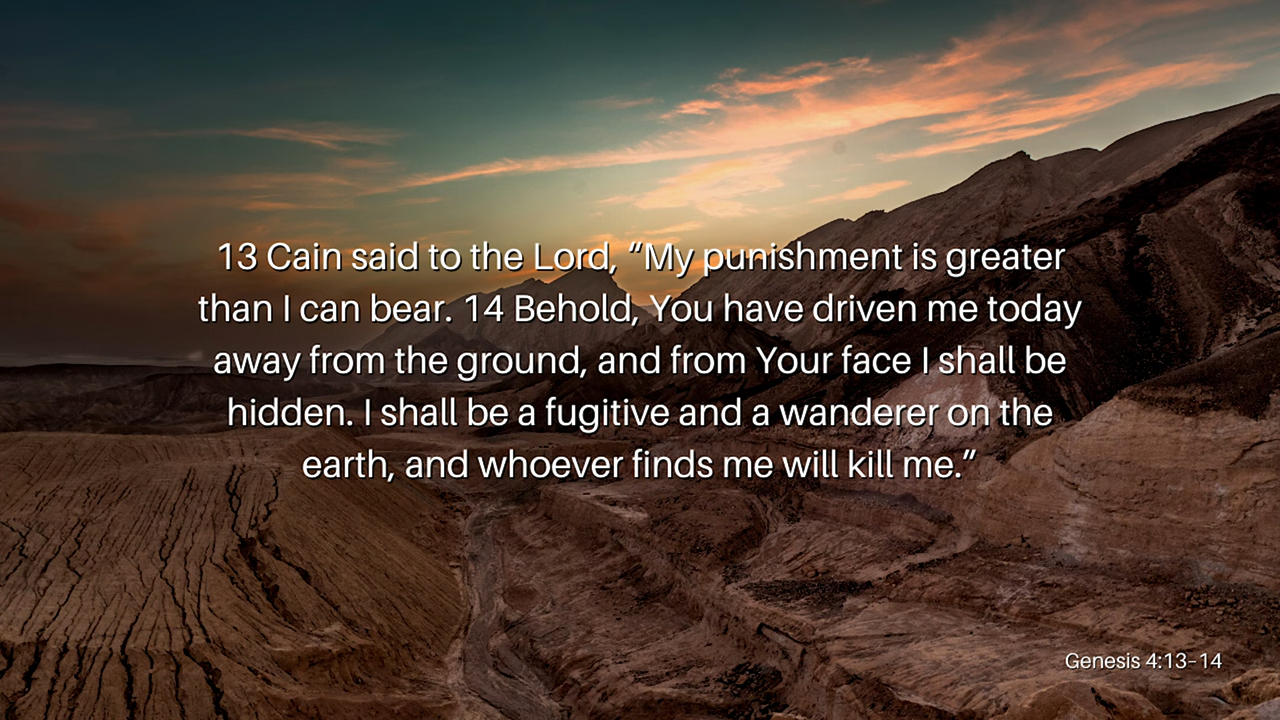 13 Cain said to the Lord, “My punishment is greater
than I can bear. 14 Behold, You have driven me today
away from the ground, and from Your face I shall be
hidden. I shall be a fugitive and a wanderer on the
earth, and whoever finds me will kill me.”
Genesis 4:13–14